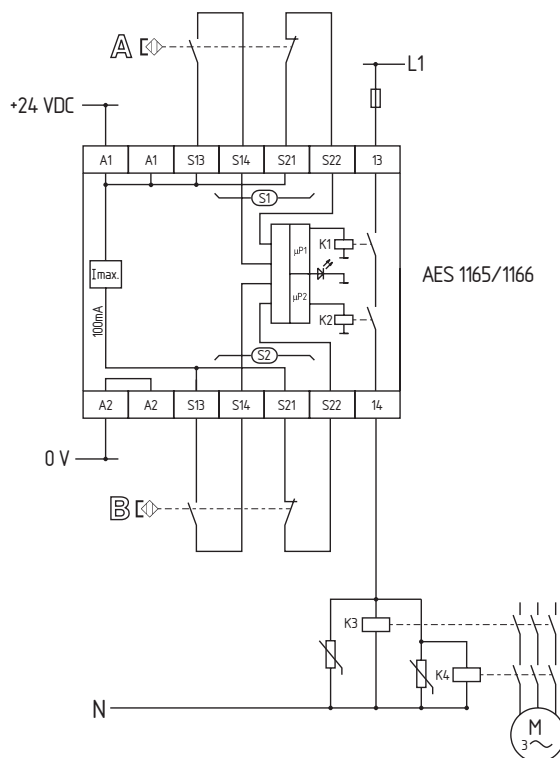 A
L1
+24 VDC
A1 A1 S13 S14 S21 S22 13
S1
µP1
K1
Imax.
AES 1165/1166
100mA
µP2
K2
S2
A2 A2 S13 S14 S21 S22 14
0 V
B
K3
K4
N
M
3